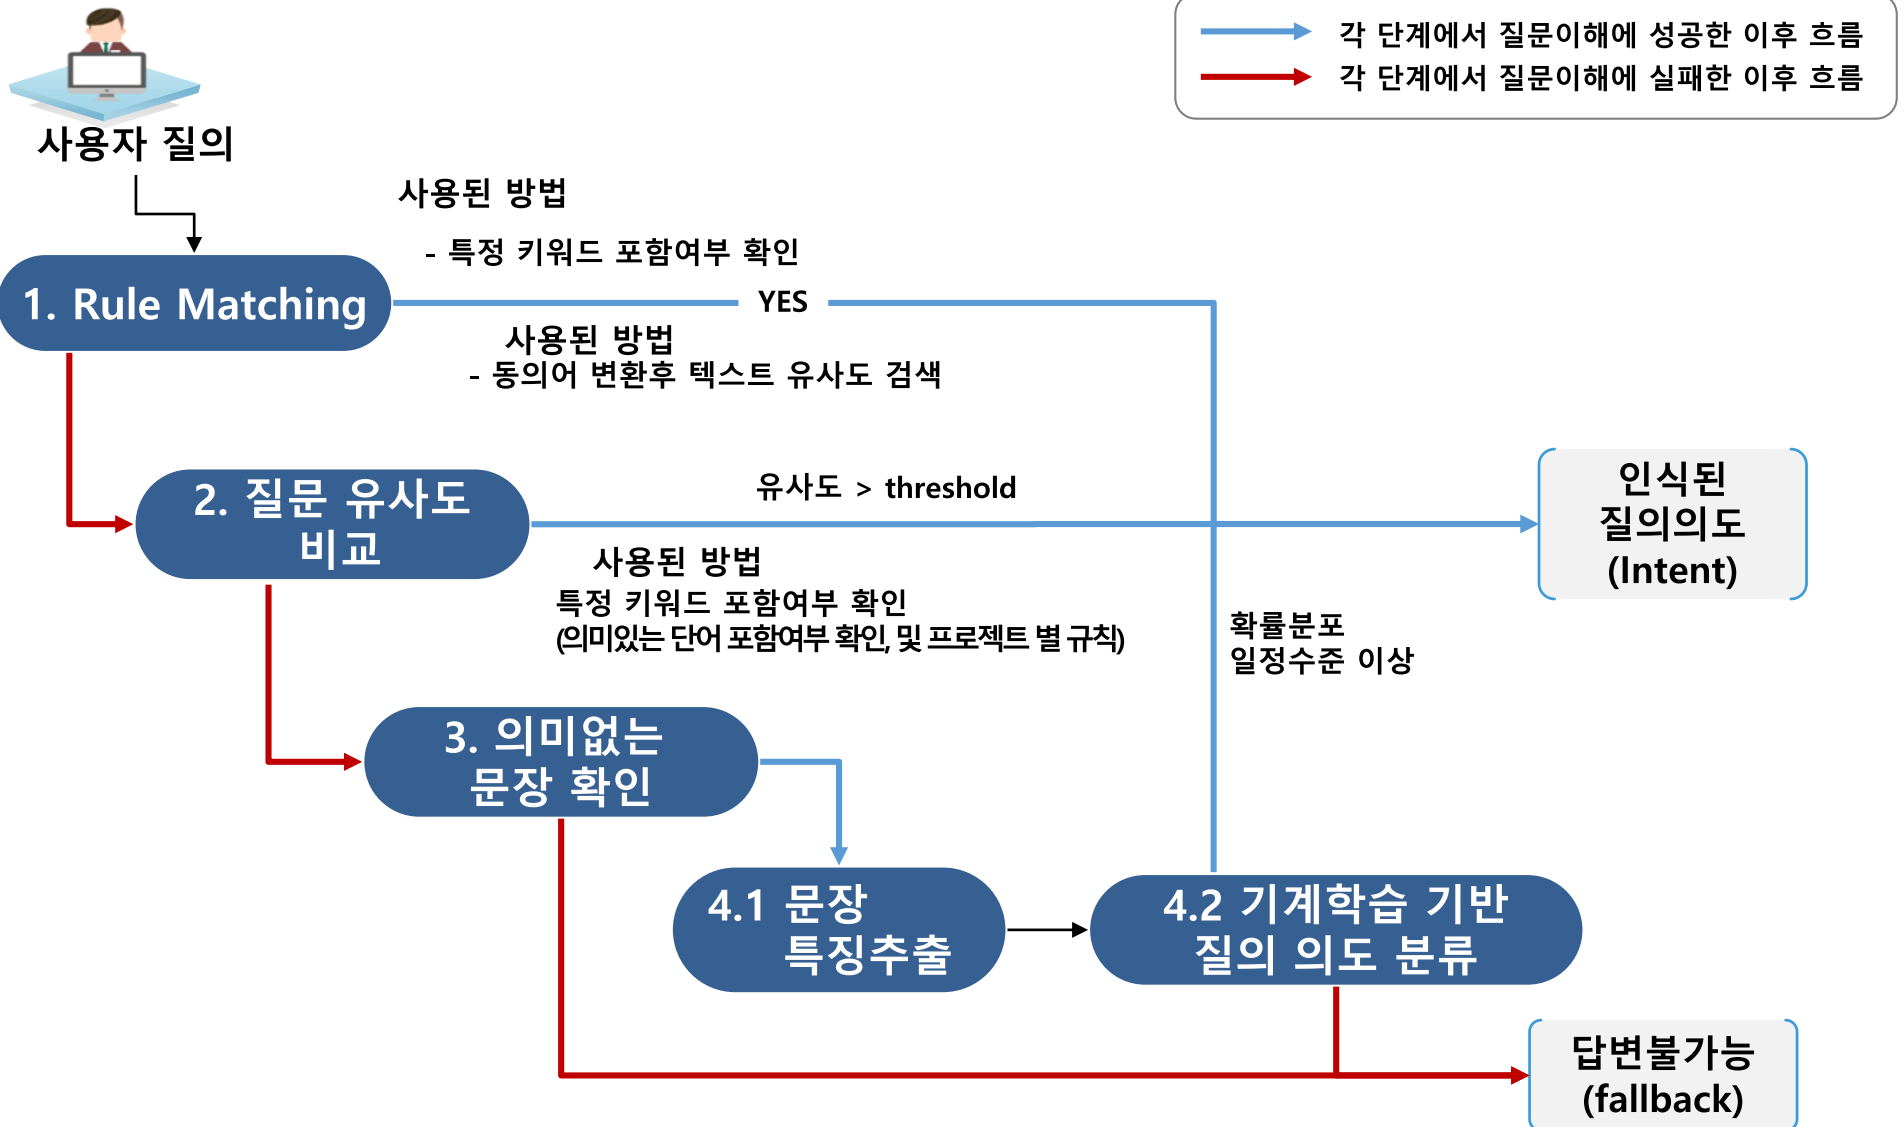 각 단계에서 질문이해에 성공한 이후 흐름
각 단계에서 질문이해에 실패한 이후 흐름
사용자 질의
사용된 방법
- 특정 키워드 포함여부 확인
1. Rule Matching
YES
사용된 방법
- 동의어 변환후 텍스트 유사도 검색
2. 질문 유사도
비교
유사도 > threshold
인식된
질의의도
(Intent)
사용된 방법
특정 키워드 포함여부 확인
(의미있는 단어 포함여부 확인, 및 프로젝트 별 규칙)
확률분포
일정수준 이상
3. 의미없는
문장 확인
4.1 문장
특징추출
4.2 기계학습 기반
질의 의도 분류
답변불가능
(fallback)